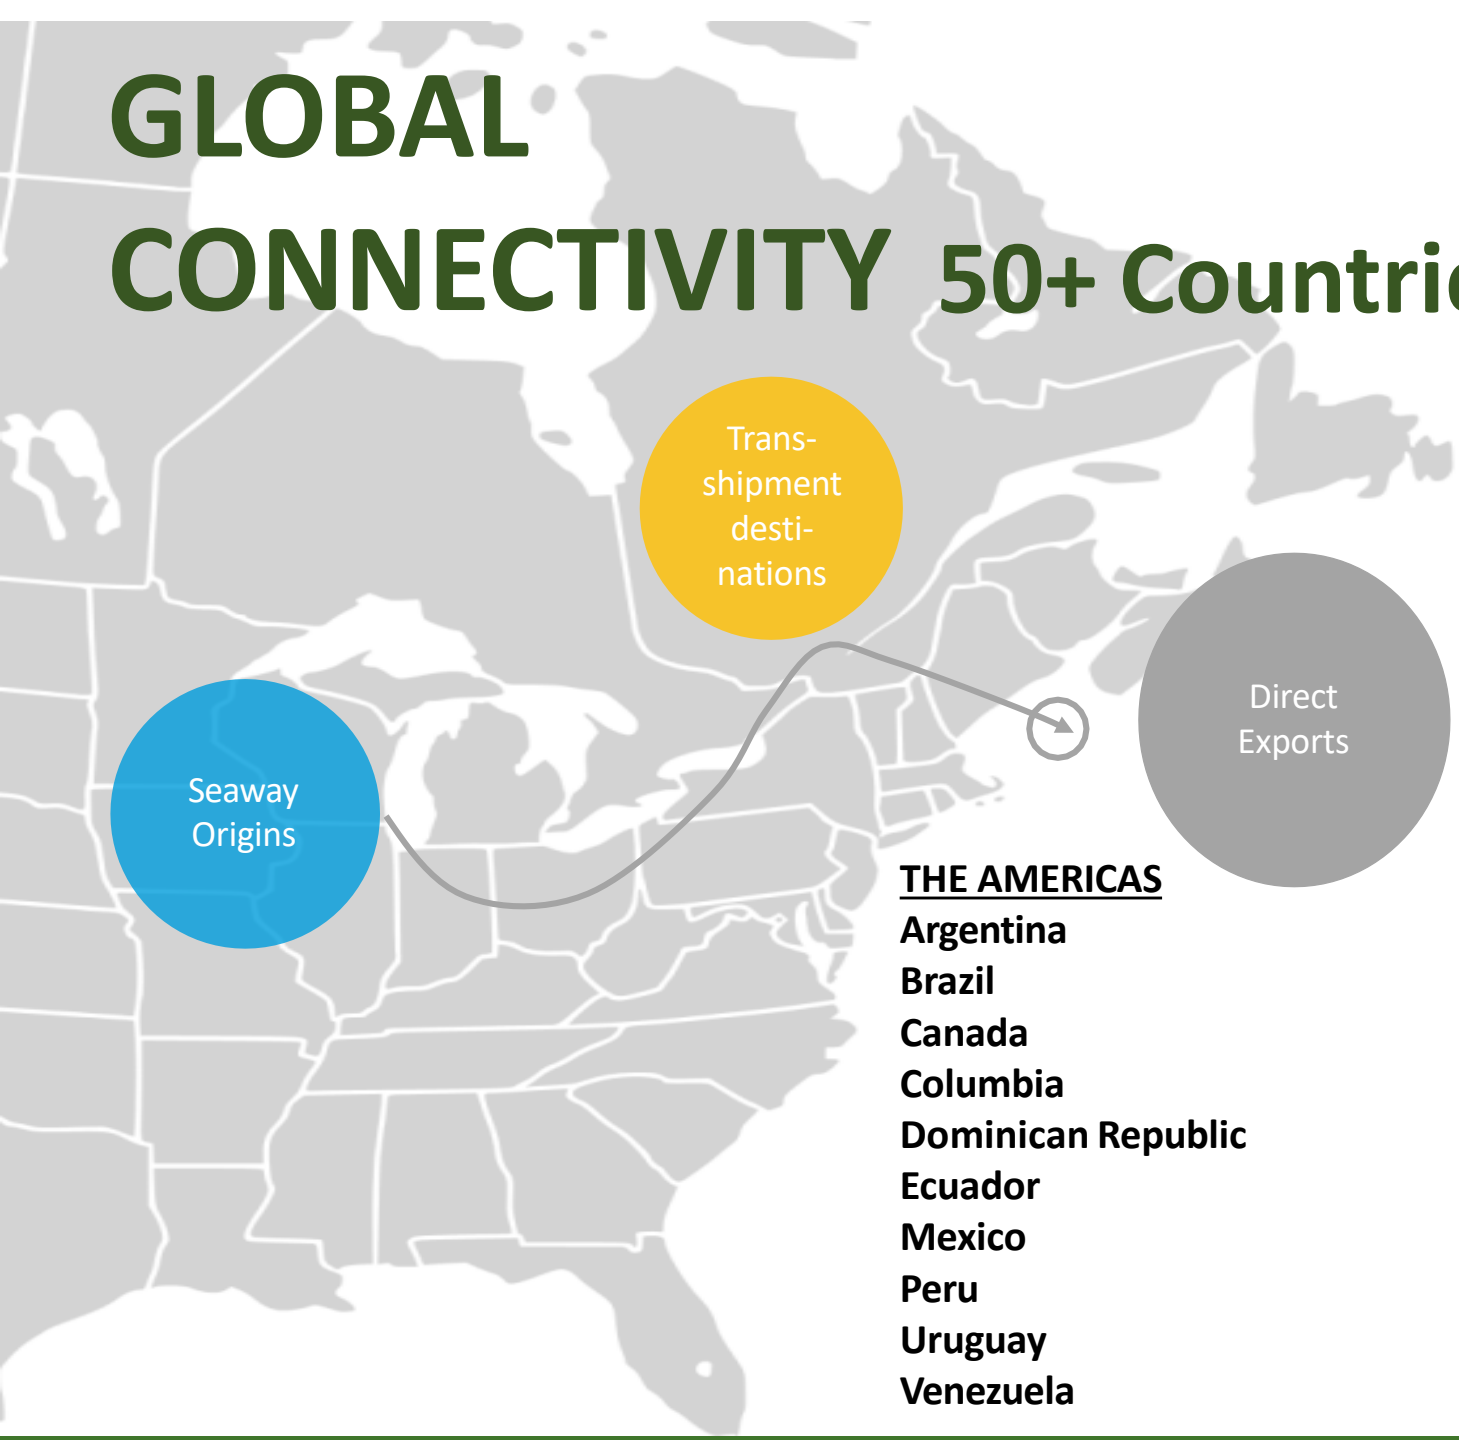 GLOBAL
CONNECTIVITY 50+ Countrie
Trans-
shipment
desti-
nations
Direct
Exports
Seaway
Origins
THE AMERICAS
Argentina
Brazil
Canada
Columbia
Dominican Republic
Ecuador
Mexico
Peru
Uruguay
Venezuela